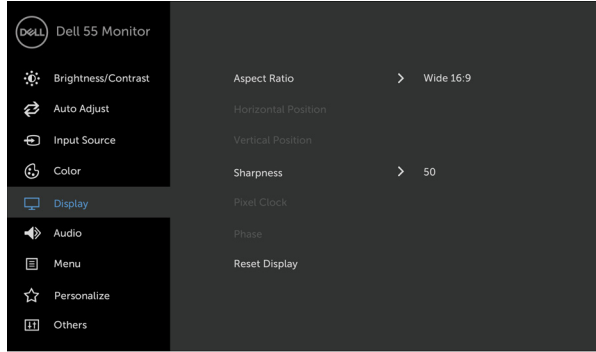 DELL Dell 55 Monitor
Brightness/Contrast
Auto Adjust
Input Source
Color
Display
Audio
Menu
Personalize
Others
Aspect Ratio > Wide 16:9
Horizontal Position
Vertical Position
Sharpness > 50
Pixel Clock
Phase
Reset Display